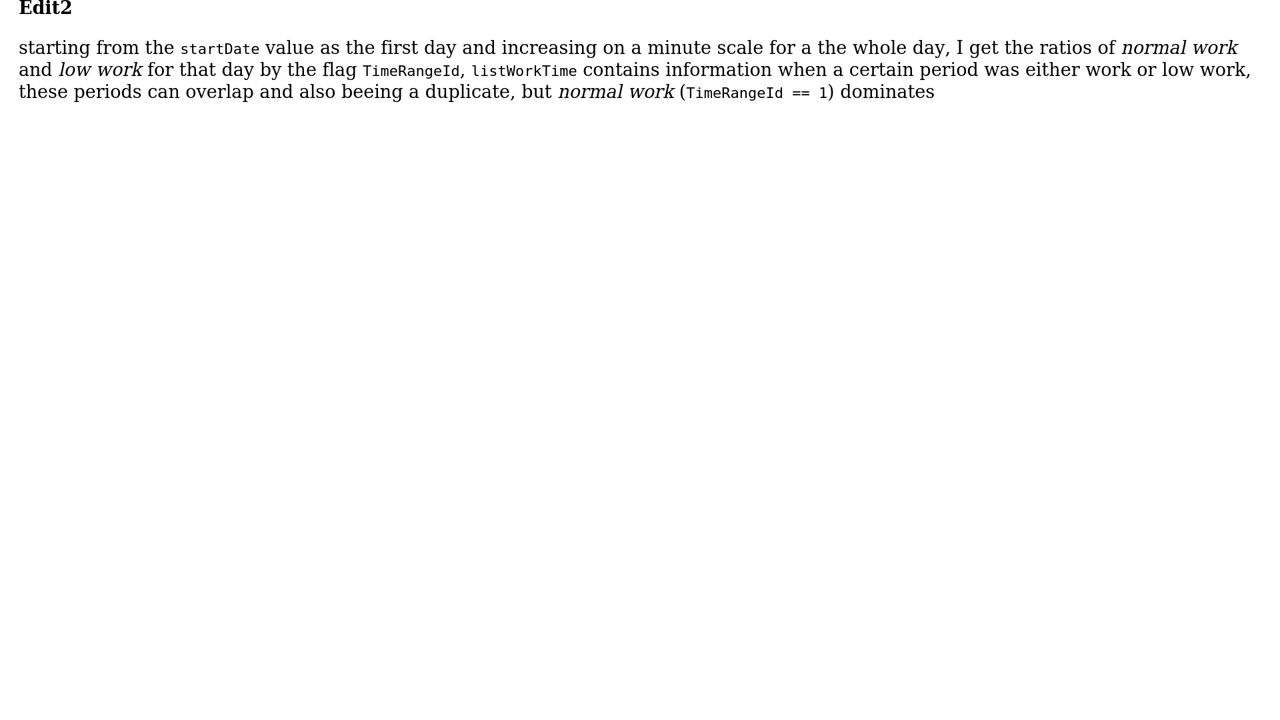 Edit2
starting from the startDate value as the first day and increasing on a minute scale for a the whole day, I get the ratios of normal work
and low work for that day by the flag TimeRangeId, listWorkTime contains information when a certain period was either work or low work,
these periods can overlap and also beeing a duplicate, but normal work (TimeRangeId == 1) dominates